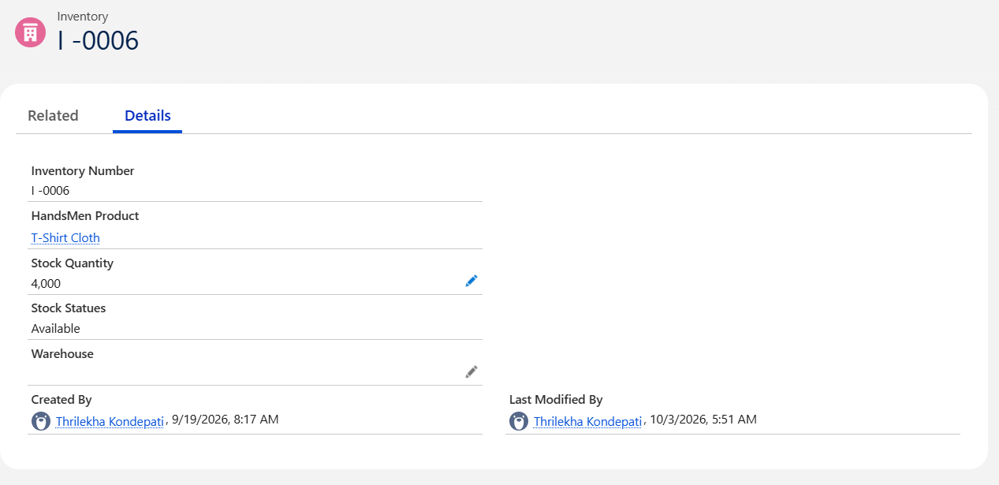 Inventory
I -0006
Related
Details
Inventory Number
I -0006
HandsMen Product
T-Shirt Cloth
Stock Quantity
4,000
Stock Statues
Available
Warehouse
Created By
Thrilekha Kondepati, 9/19/2026, 8:17 AM
Last Modified By
Thrilekha Kondepati, 10/3/2026, 5:51 AM